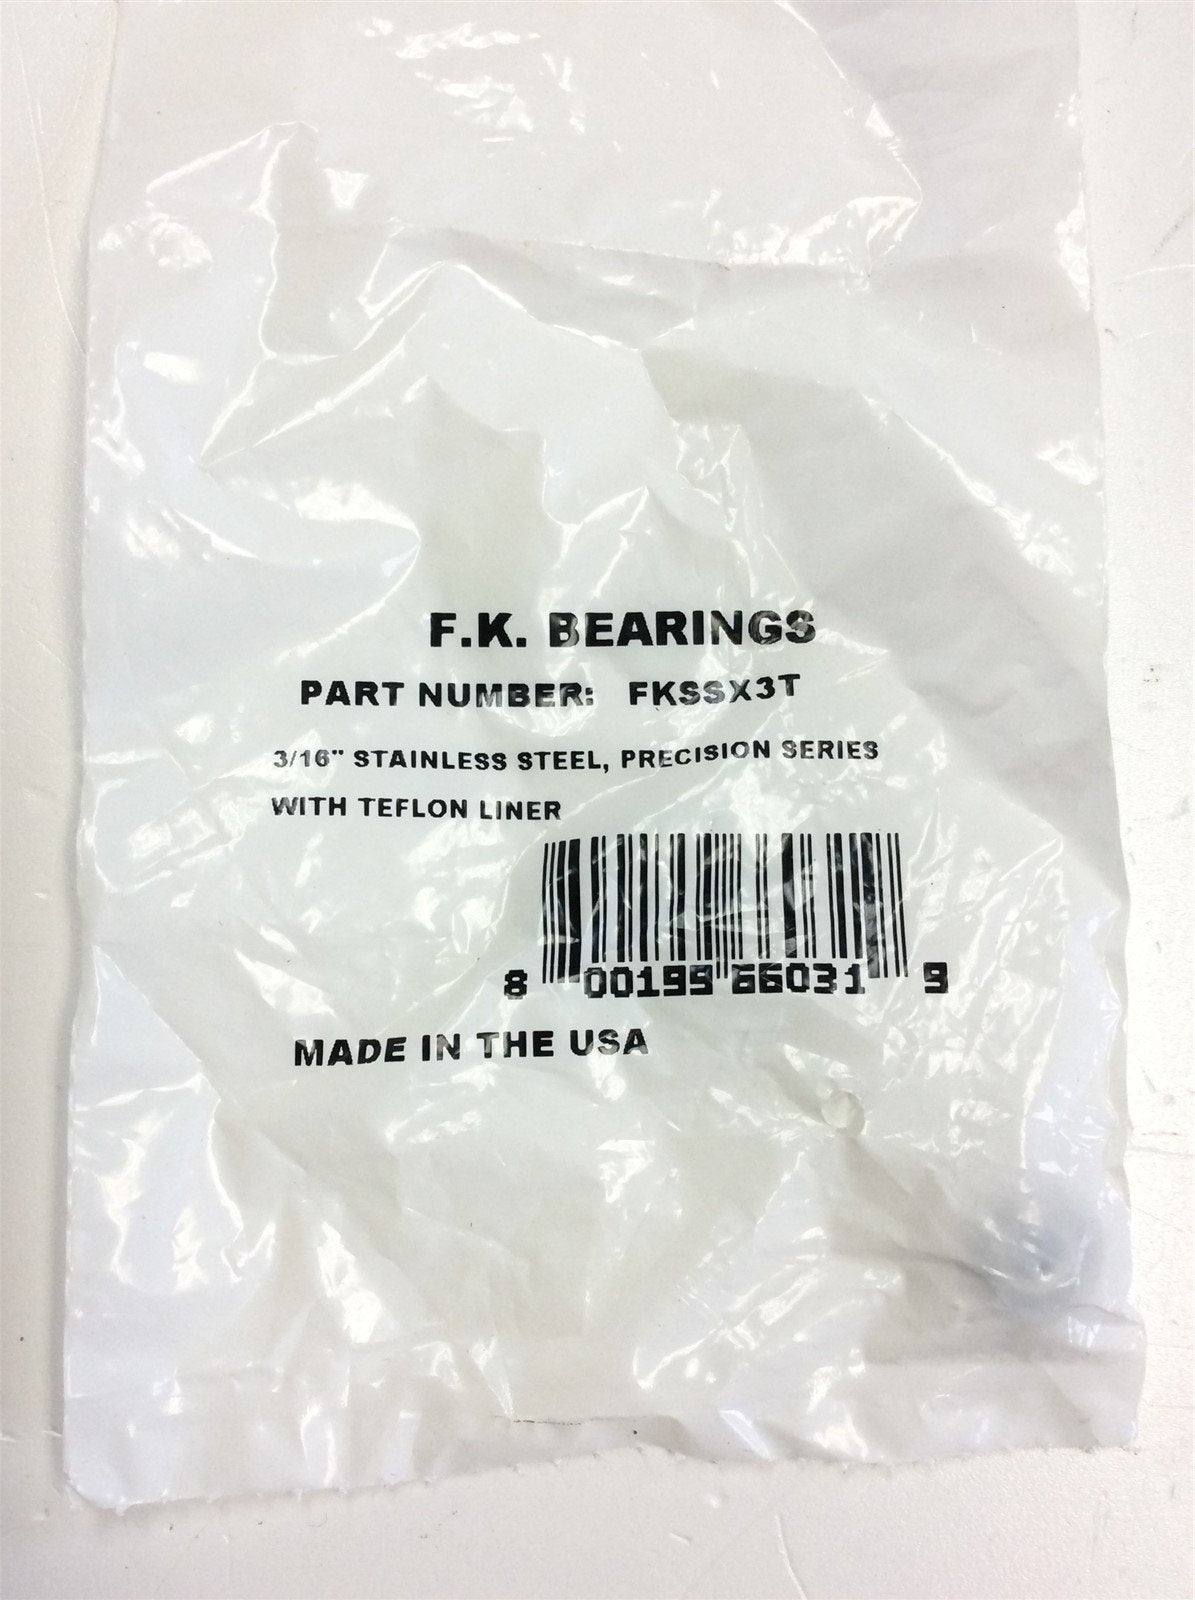 F.K. BEARINGS
PART NUMBER: FKSSX3T
3/16" STAINLESS STEEL, PRECISION SERIES
WITH TEFLON LINER
8 00199 66031 9
MADE IN THE USA